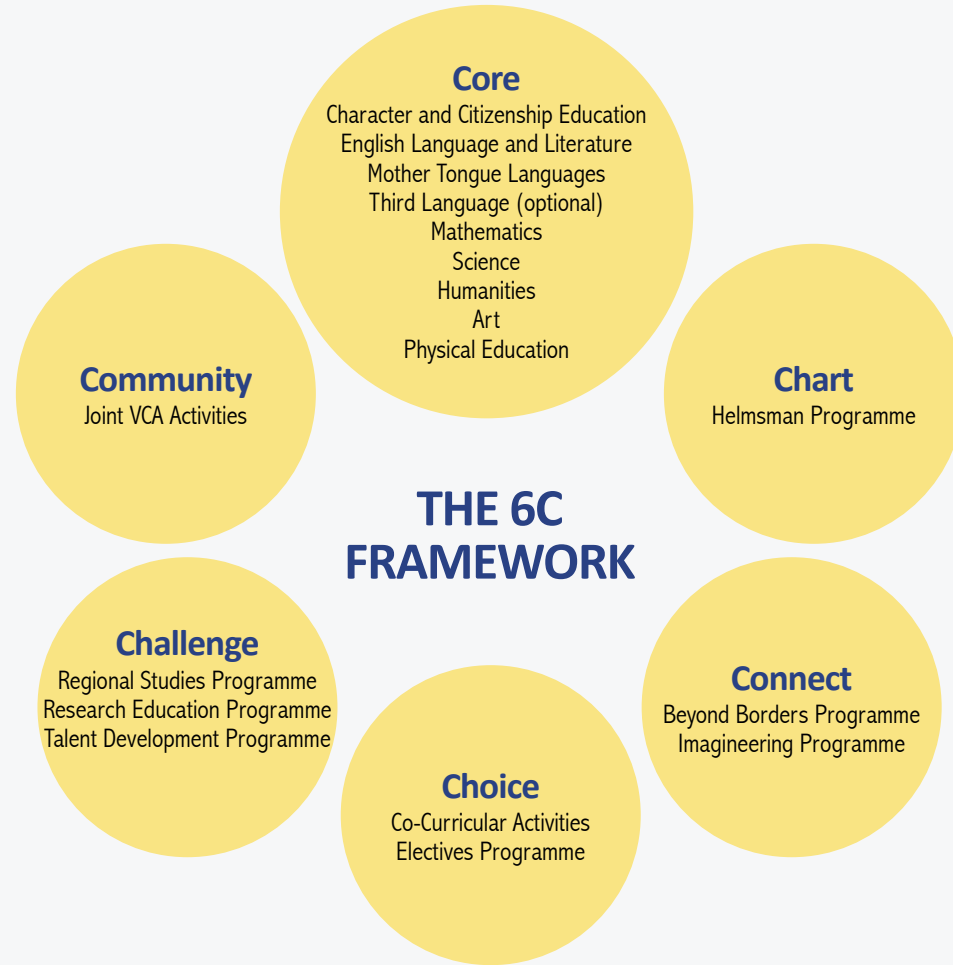 Core
Character and Citizenship Education
English Language and Literature
Mother Tongue Languages
Third Language (optional)
Mathematics
Science
Humanities
Art
Physical Education
Community
Joint VCA Activities
Chart
Helmsman Programme
THE 6C
FRAMEWORK
Challenge
Regional Studies Programme
Research Education Programme
Talent Development Programme
Connect
Beyond Borders Programme
Imagineering Programme
Choice
Co-Curricular Activities
Electives Programme